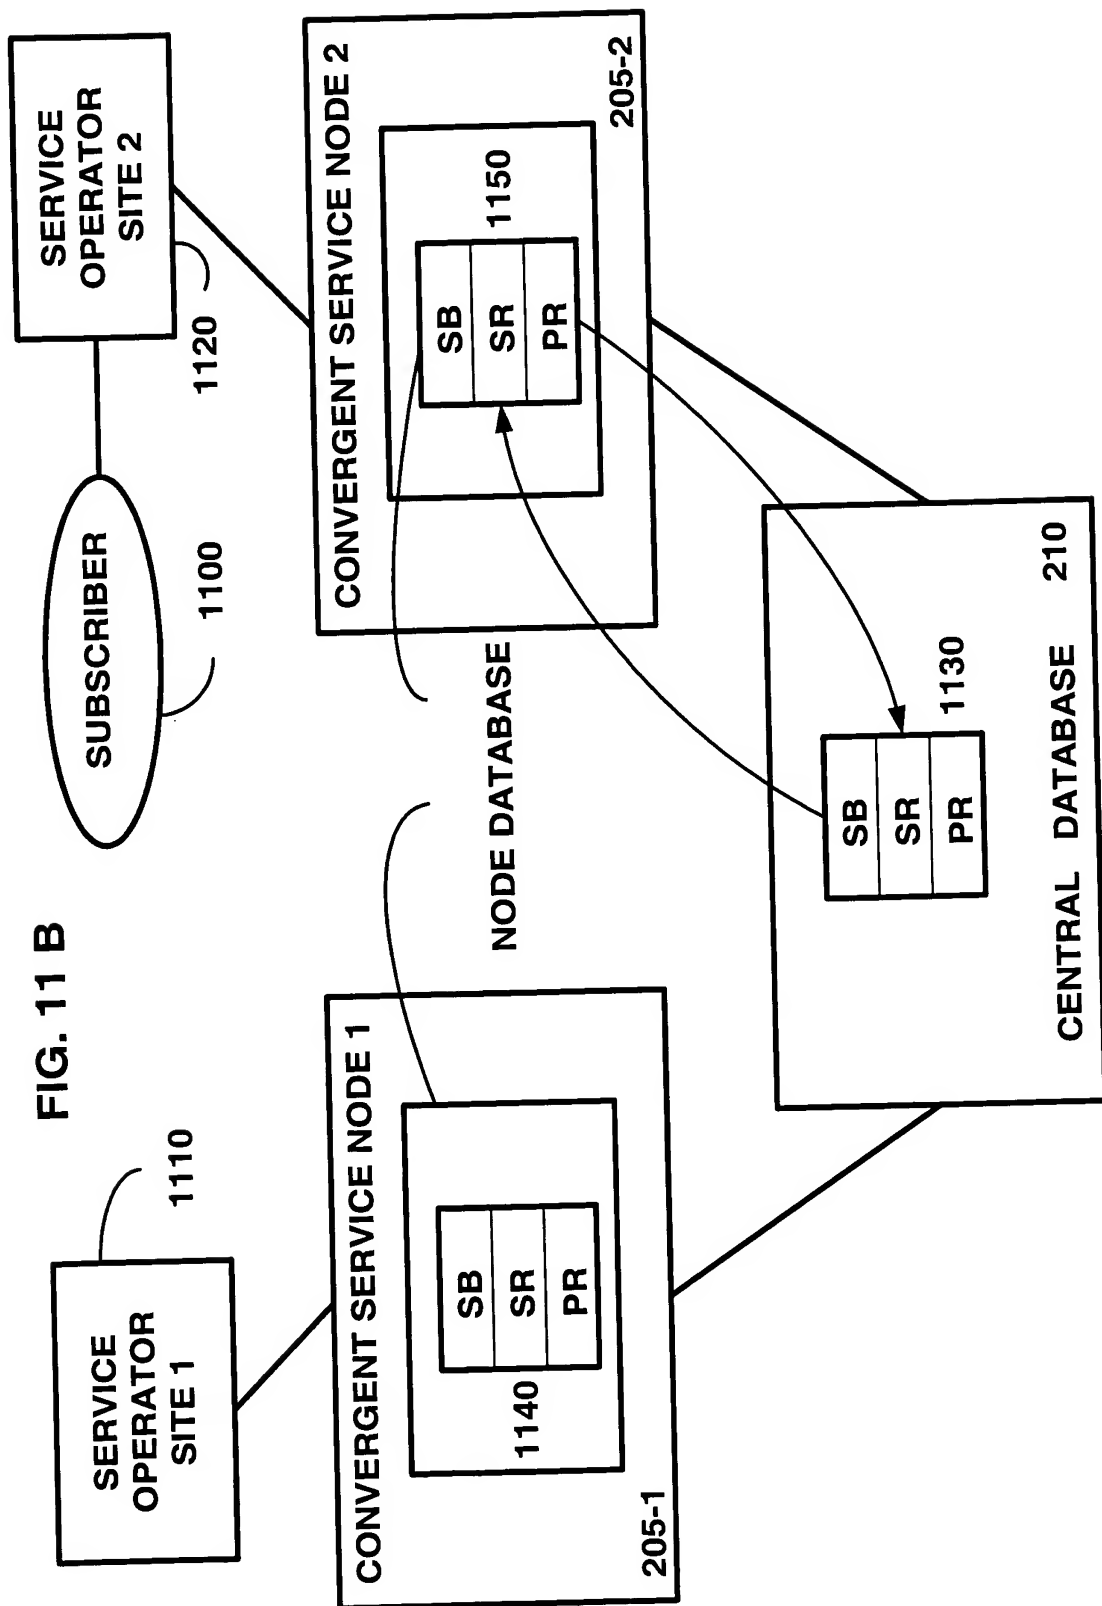 FIG. 11 B
SERVICE
OPERATOR
SITE 1
1110
SUBSCRIBER
1100
SERVICE
OPERATOR
SITE 2
1120
CONVERGENT SERVICE NODE 1
SB
SR
PR
1140
205-1
NODE DATABASE
CONVERGENT SERVICE NODE 2
SB
SR
PR
1150
205-2
SB
SR
PR
1130
210
CENTRAL DATABASE